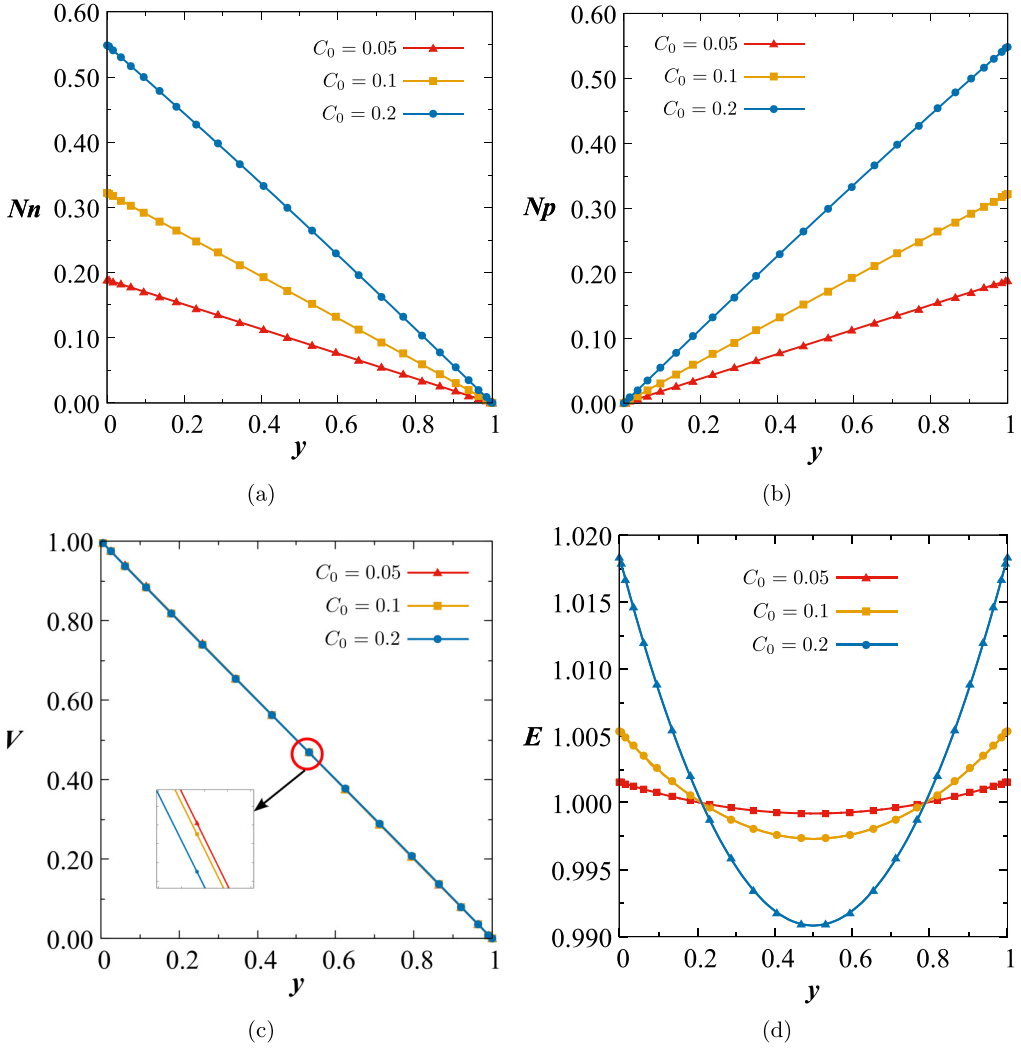 0.60
0.50
0.40
0.30
0.20
0.10
0.00
Nn
C₀ = 0.05
C₀ = 0.1
C₀ = 0.2
0 0.2 0.4 0.6 0.8 1
y
(a)
0.60
0.50
0.40
0.30
0.20
0.10
0.00
Np
C₀ = 0.05
C₀ = 0.1
C₀ = 0.2
0 0.2 0.4 0.6 0.8 1
y
(b)
1.00
0.80
0.60
0.40
0.20
0.00
V
C₀ = 0.05
C₀ = 0.1
C₀ = 0.2
0 0.2 0.4 0.6 0.8 1
y
(c)
1.020
1.015
1.010
1.005
1.000
0.995
0.990
E
C₀ = 0.05
C₀ = 0.1
C₀ = 0.2
0 0.2 0.4 0.6 0.8 1
y
(d)